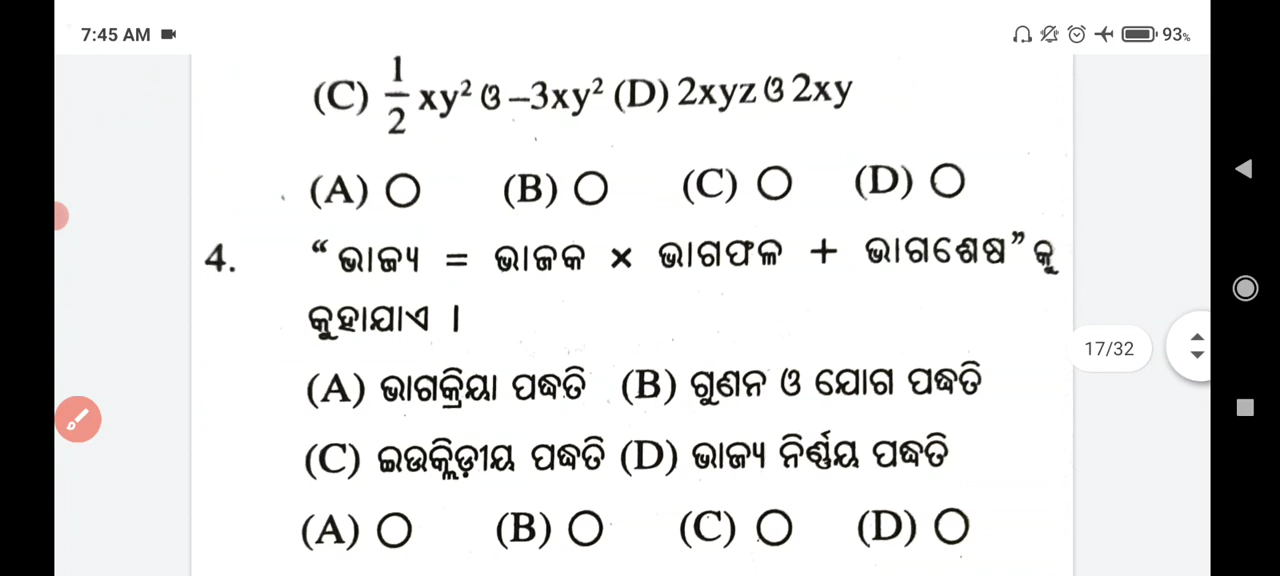 7:45 AM 93%
(C) 1/2 xy² ଓ –3xy² (D) 2xyz ଓ 2xy
(A) ○ (B) ○ (C) ○ (D) ○
4. “ଭାଜ୍ୟ = ଭାଜକ × ଭାଗଫଳ + ଭାଗଶେଷ” କୁ
କୁହାଯାଏ ।
17/32
(A) ଭାଗକ୍ରିୟା ପଦ୍ଧତି (B) ଗୁଣନ ଓ ଯୋଗ ପଦ୍ଧତି
(C) ଇଉକ୍ଲିଡ଼ୀୟ ପଦ୍ଧତି (D) ଭାଜ୍ୟ ନିର୍ଣ୍ଣୟ ପଦ୍ଧତି
(A) ○ (B) ○ (C) ○ (D) ○